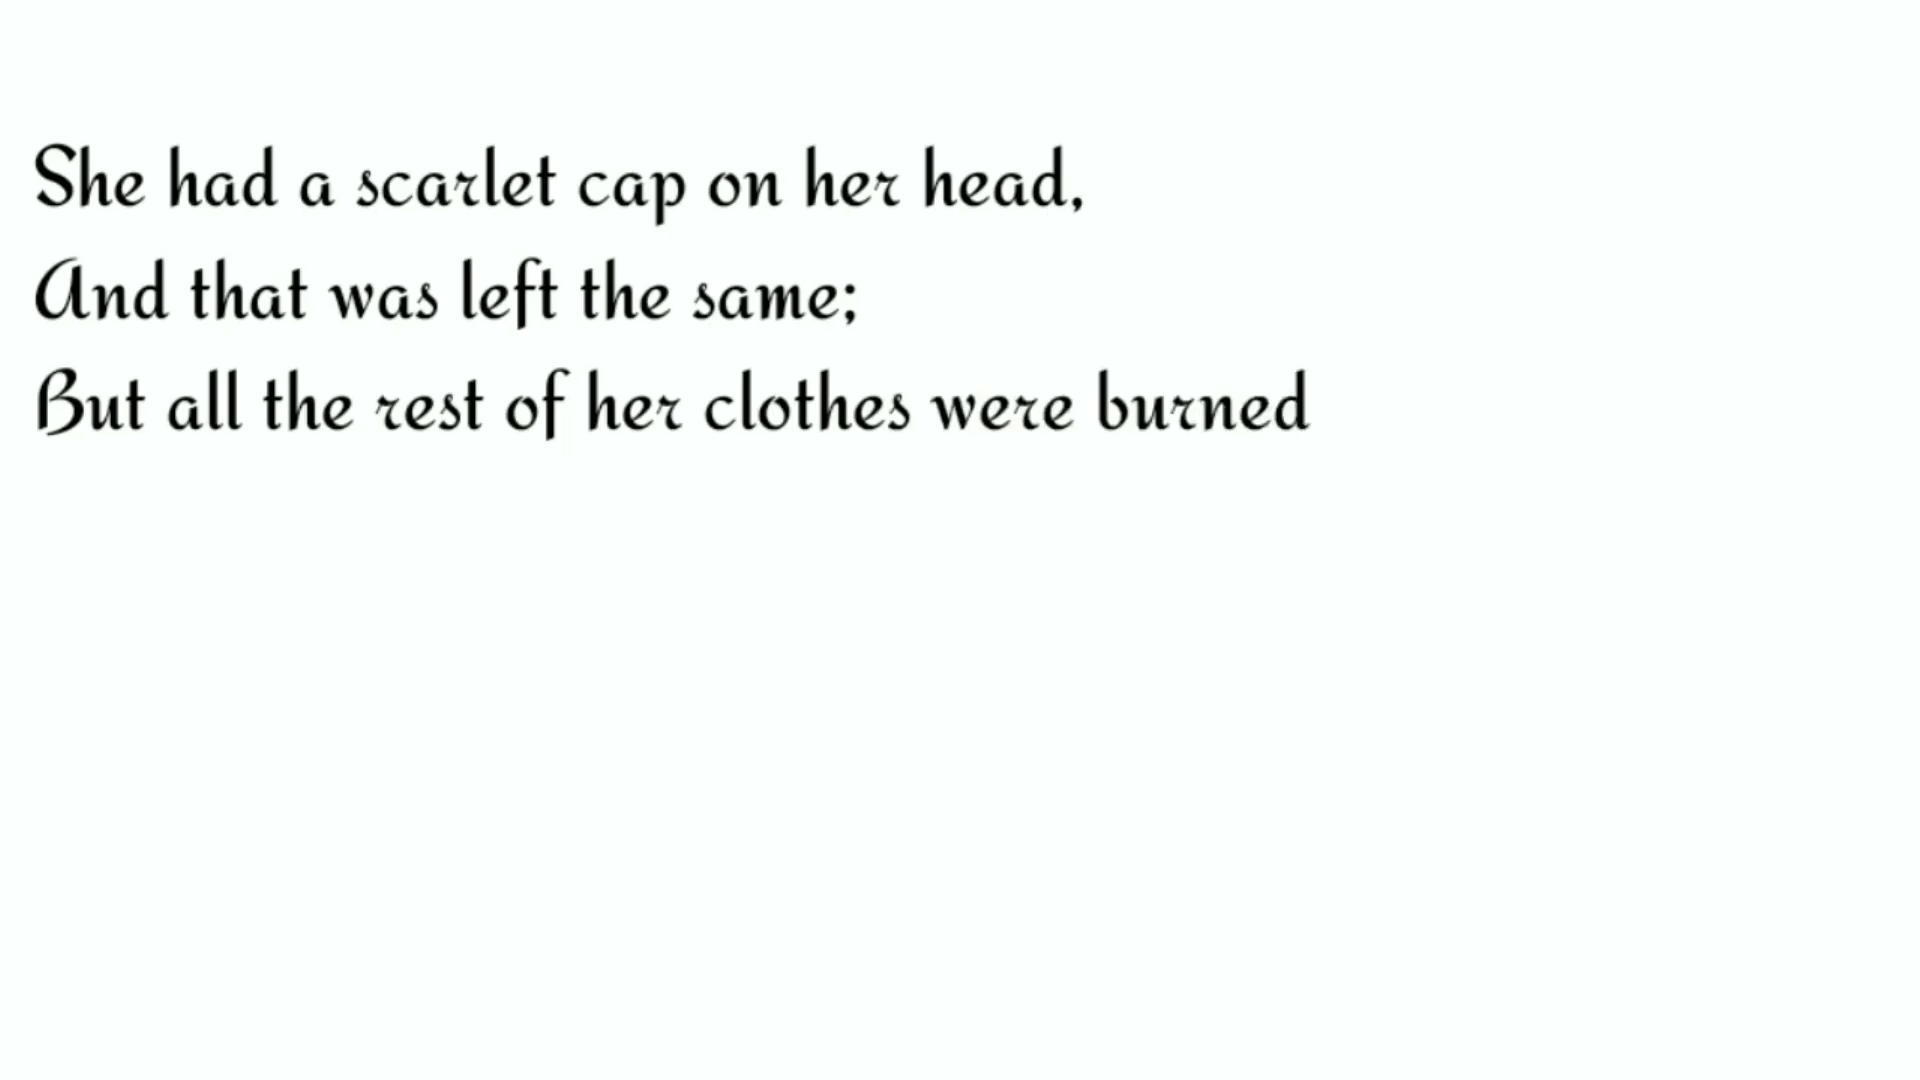 She had a scarlet cap on her head,
And that was left the same;
But all the rest of her clothes were burned